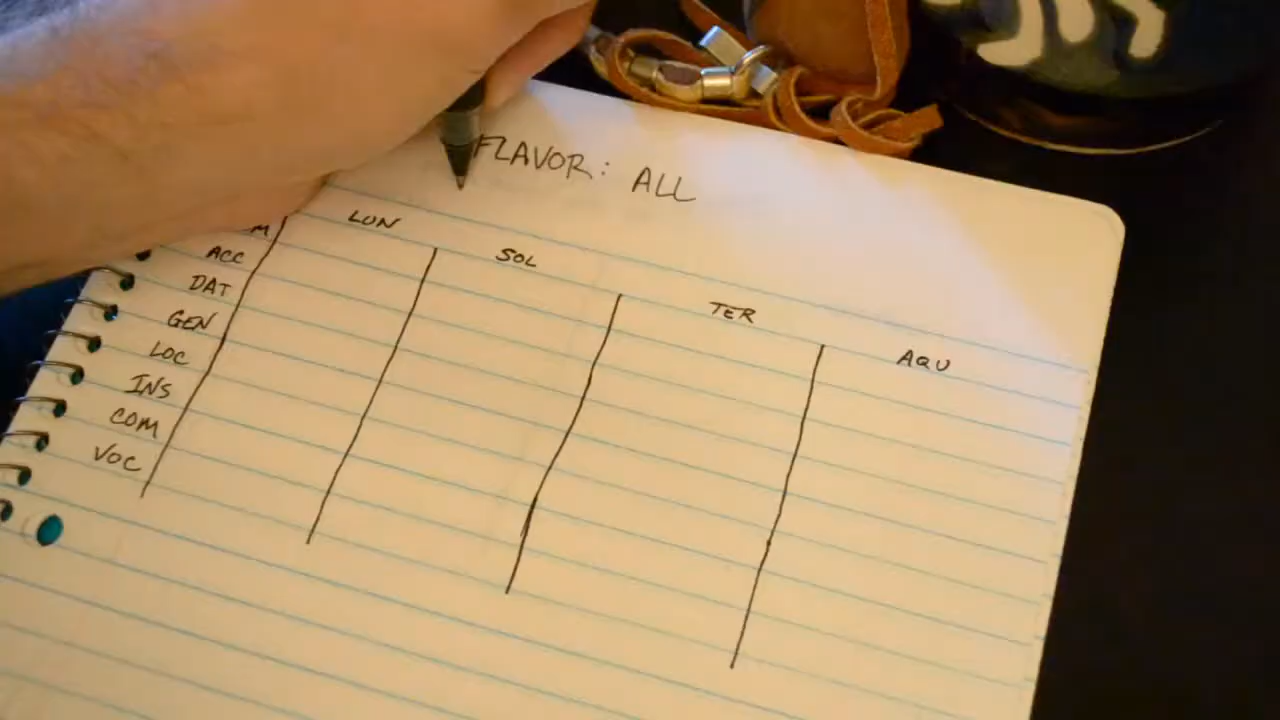 FLAVOR: ALL
LUN SOL TER AQU
M
ACC
DAT
GEN
LOC
INS
COM
VOC